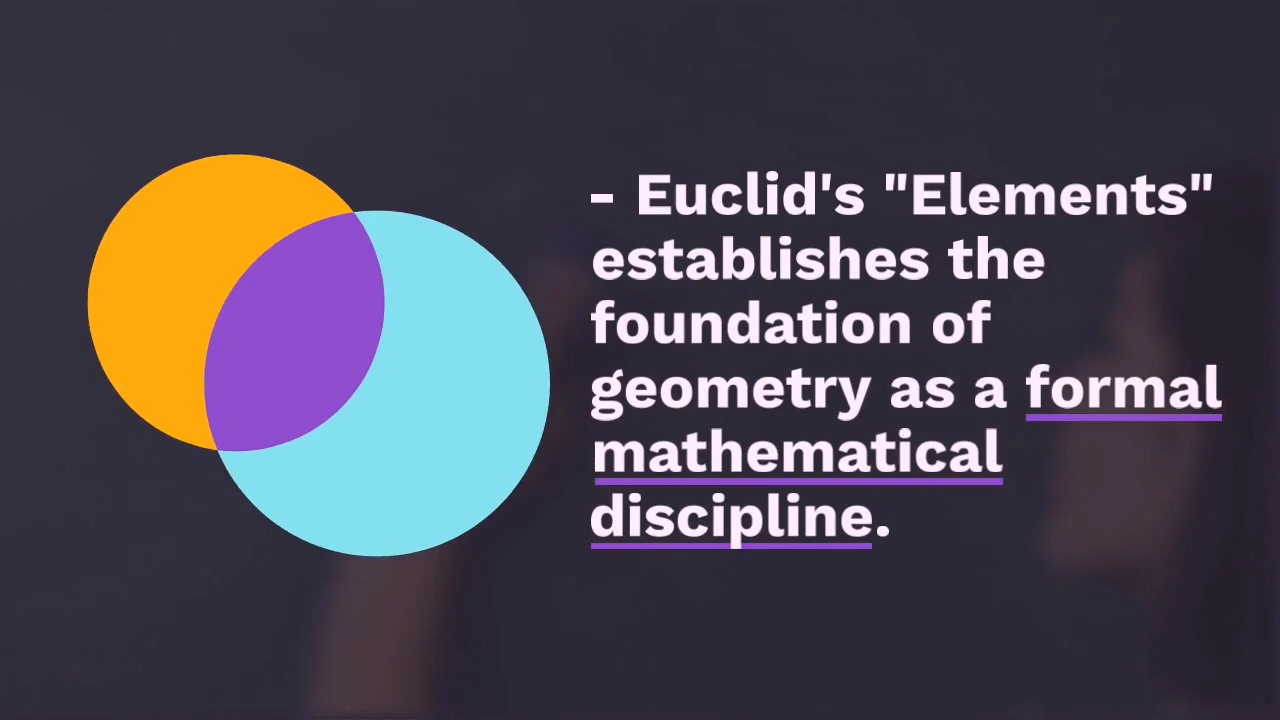 - Euclid's "Elements"
establishes the
foundation of
geometry as a formal
mathematical
discipline.